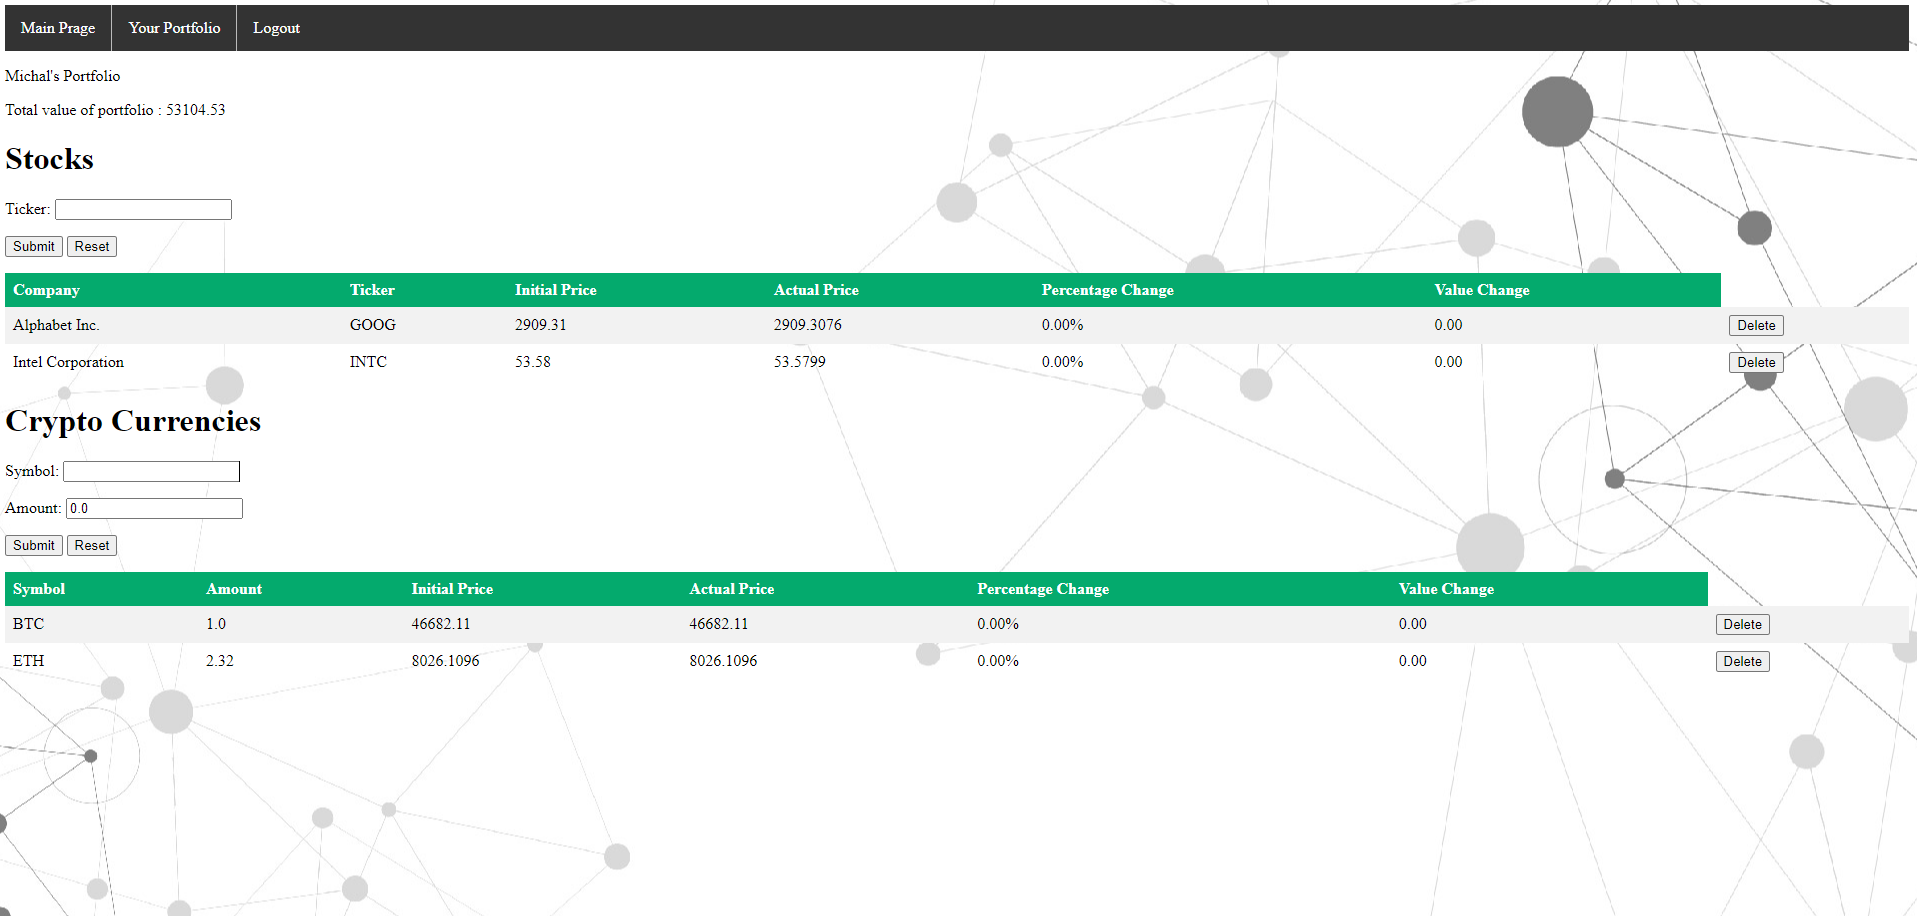 Main Prage Your Portfolio Logout
Michal's Portfolio
Total value of portfolio : 53104.53
Stocks
Ticker:
Submit Reset
Company Ticker Initial Price Actual Price Percentage Change Value Change
Alphabet Inc. GOOG 2909.31 2909.3076 0.00% 0.00 Delete
Intel Corporation INTC 53.58 53.5799 0.00% 0.00 Delete
Crypto Currencies
Symbol:
Amount: 0.0
Submit Reset
Symbol Amount Initial Price Actual Price Percentage Change Value Change
BTC 1.0 46682.11 46682.11 0.00% 0.00 Delete
ETH 2.32 8026.1096 8026.1096 0.00% 0.00 Delete